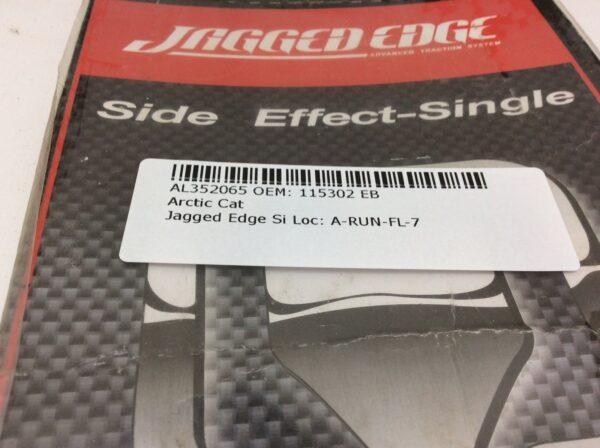 JAGGED EDGE
ADVANCED TRACTION SYSTEM
Side Effect-Single
AL352065 OEM: 115302 EB
Arctic Cat
Jagged Edge Si Loc: A-RUN-FL-7